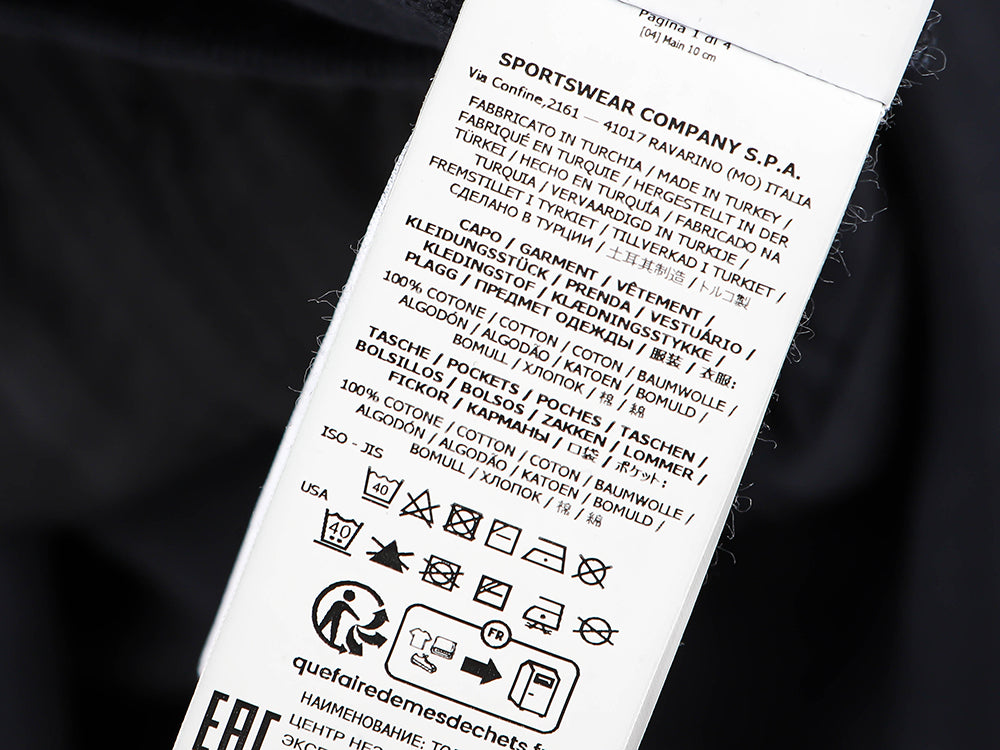 Pagina 1 di 4
[04] Main 10 cm
SPORTSWEAR COMPANY S.P.A.
Via Confine,2161 — 41017 RAVARINO (MO) ITALIA
FABBRICATO IN TURCHIA / MADE IN TURKEY /
FABRIQUÉ EN TURQUIE / HERGESTELLT IN DER
TÜRKEI / HECHO EN TURQUÍA / FABRICADO NA
TURQUIA / VERVAARDIGD IN TURKIJE /
FREMSTILLET I TYRKIET / TILLVERKAD I TURKIET /
СДЕЛАНО В ТУРЦИИ / 土耳其制造 / トルコ製
CAPO / GARMENT / VÊTEMENT /
KLEIDUNGSSTÜCK / PRENDA / VESTUÁRIO /
KLEDINGSTOF / KLÆDNINGSSTYKKE /
PLAGG / ПРЕДМЕТ ОДЕЖДЫ / 服装 / 衣服:
100% COTONE / COTTON / COTON / BAUMWOLLE /
ALGODÓN / ALGODÃO / KATOEN / BOMULD /
BOMULL / ХЛОПОК / 棉 / 綿
TASCHE / POCKETS / POCHES / TASCHEN /
BOLSILLOS / BOLSOS / ZAKKEN / LOMMER /
FICKOR / КАРМАНЫ / 口袋 / ポケット:
100% COTONE / COTTON / COTON / BAUMWOLLE /
ALGODÓN / ALGODÃO / KATOEN / BOMULD /
BOMULL / ХЛОПОК / 棉 / 綿
ISO - JIS
40
USA
40
FR
quefairedemesdechets.fr
EAC
НАИМЕНОВАНИЕ:
ЦЕНТР НЕЗ